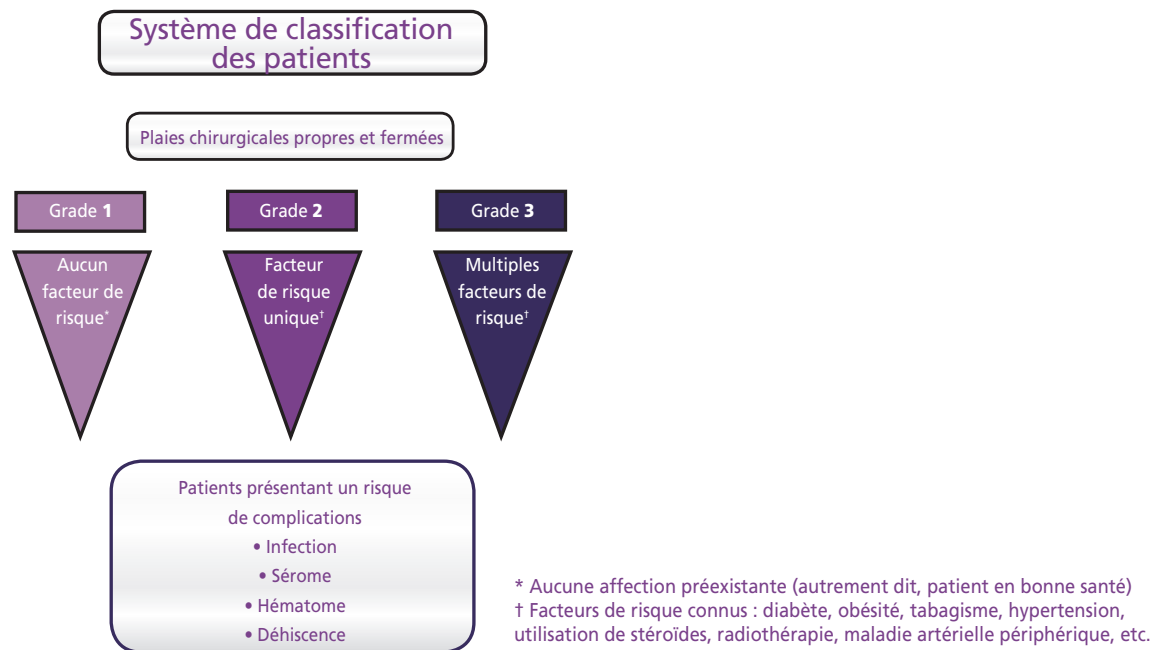 Système de classification
des patients
Plaies chirurgicales propres et fermées
Grade 1
Grade 2
Grade 3
Aucun
facteur de
risque*
Facteur
de risque
unique†
Multiples
facteurs de
risque†
Patients présentant un risque
de complications
• Infection
• Sérome
• Hématome
• Déhiscence
* Aucune affection préexistante (autrement dit, patient en bonne santé)
† Facteurs de risque connus : diabète, obésité, tabagisme, hypertension,
utilisation de stéroïdes, radiothérapie, maladie artérielle périphérique, etc.